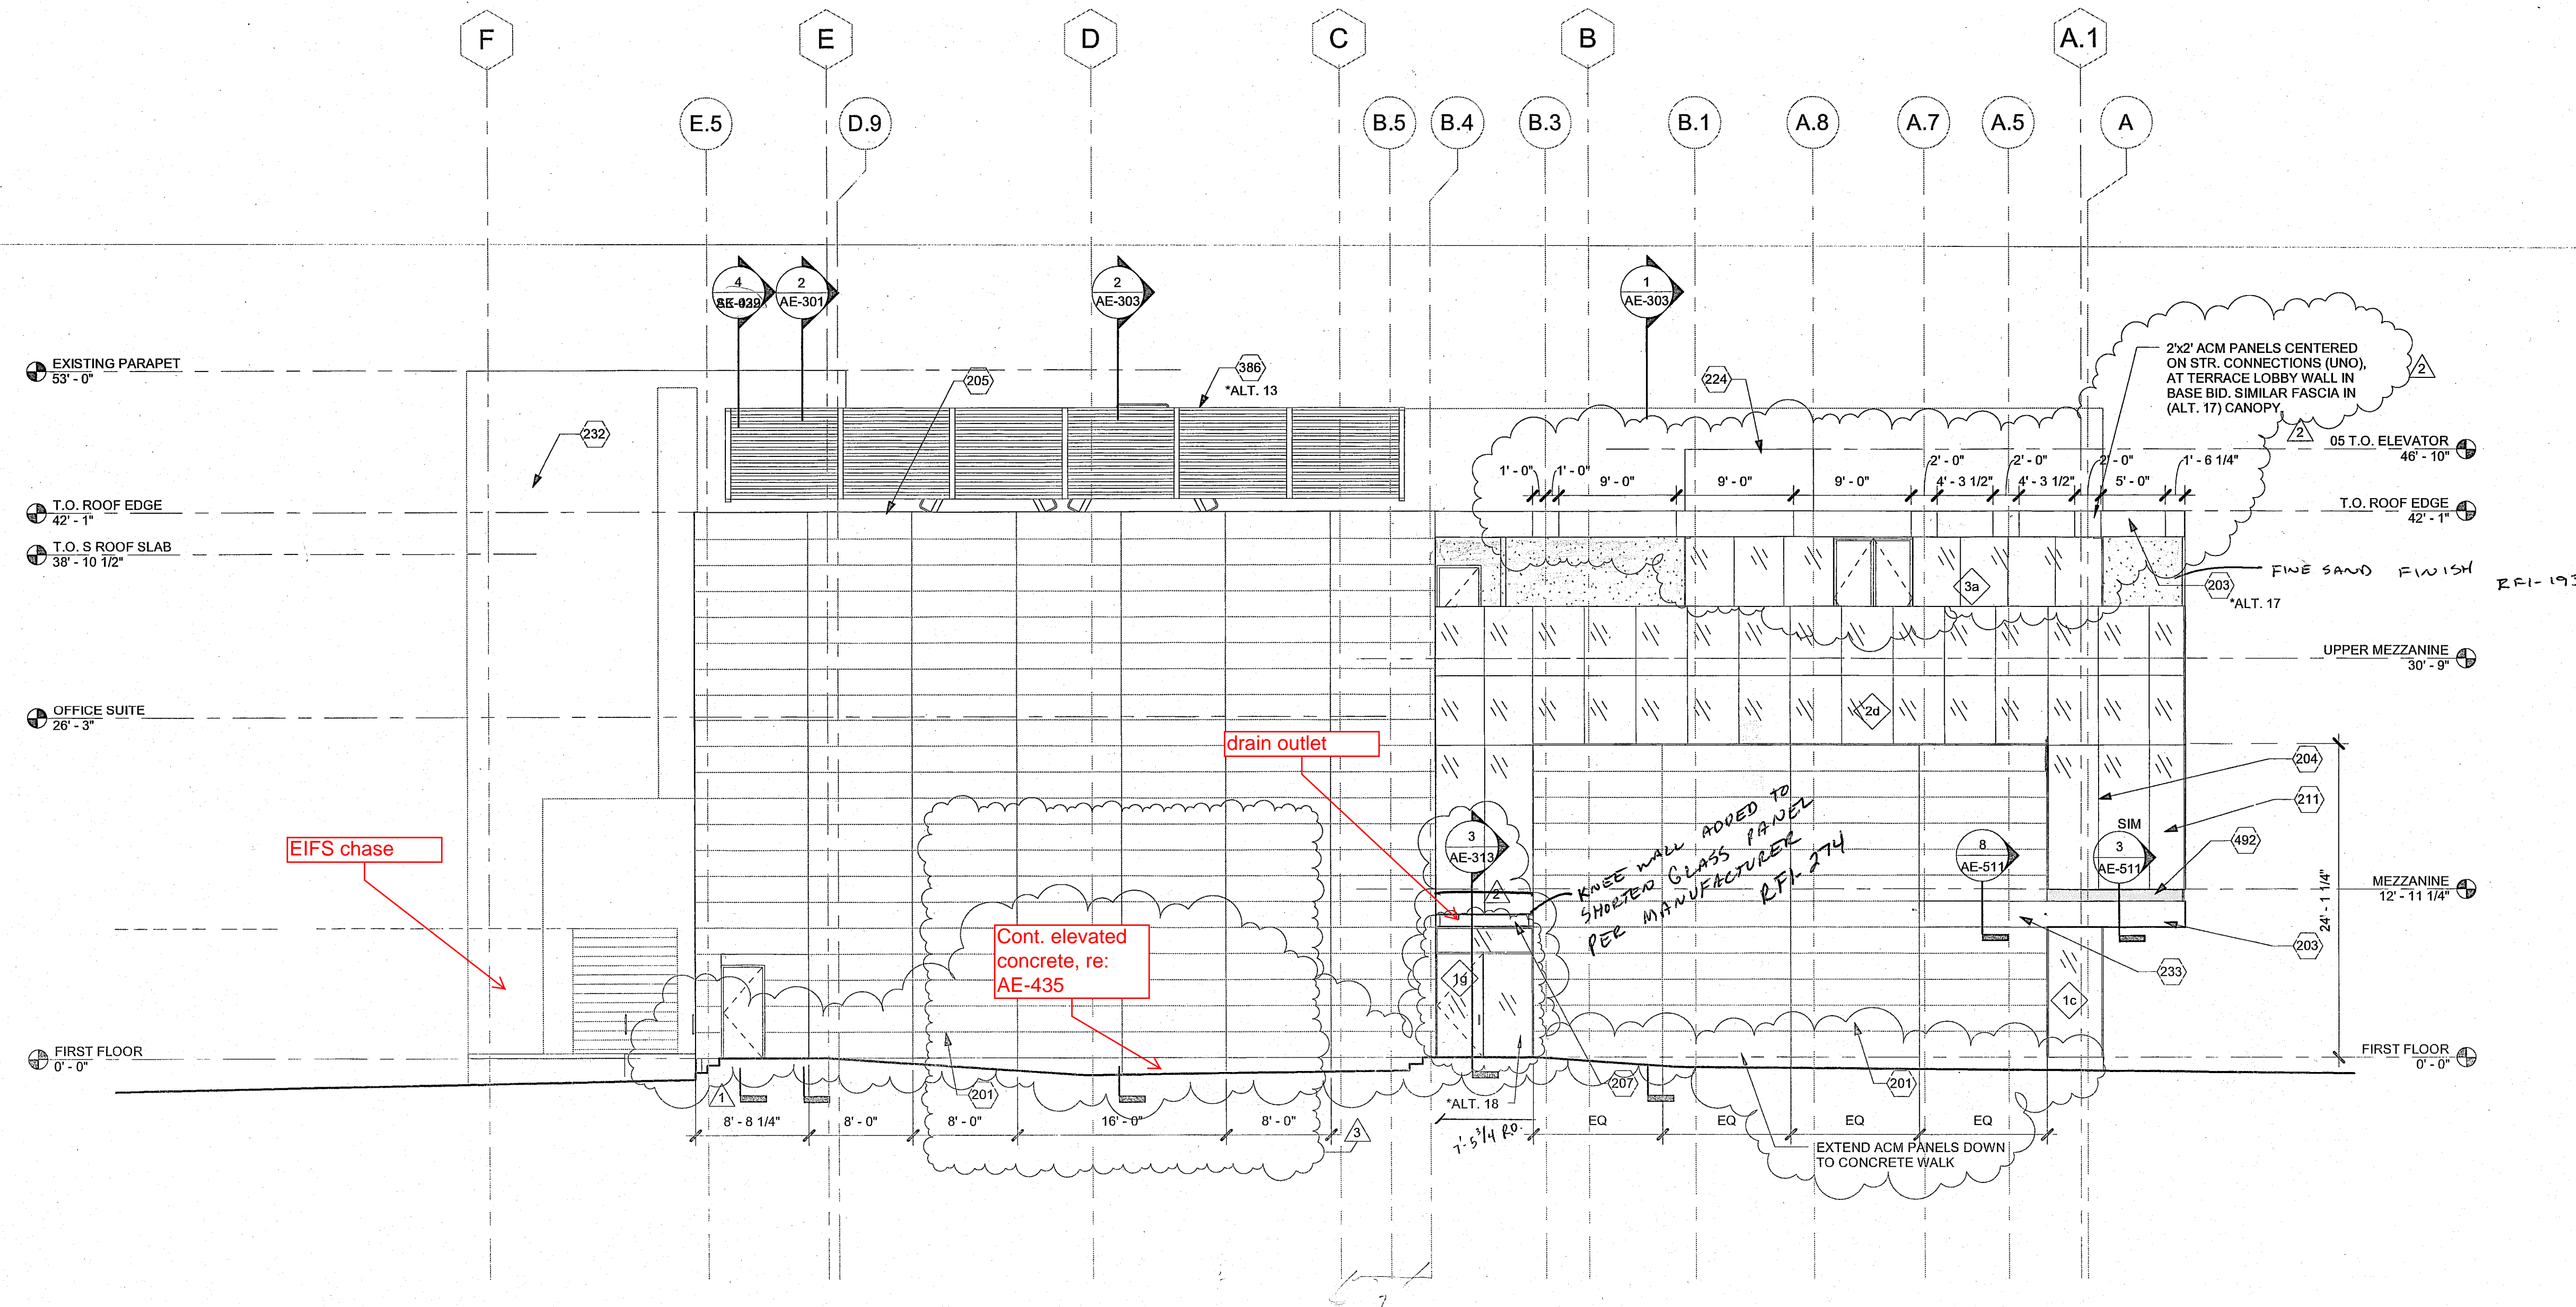 F
E
D
C
B
A.1
E.5
D.9
B.5
B.4
B.3
B.1
A.8
A.7
A.5
A
4
2
AE-301
2
AE-303
1
AE-303
EXISTING PARAPET
53' - 0"
205
386
*ALT. 13
224
2'x2' ACM PANELS CENTERED
ON STR. CONNECTIONS (UNO),
AT TERRACE LOBBY WALL IN
BASE BID. SIMILAR FASCIA IN
(ALT. 17) CANOPY
2
2
232
05 T.O. ELEVATOR
46' - 10"
1' - 0"
1' - 0"
9' - 0"
9' - 0"
9' - 0"
2' - 0"
4' - 3 1/2"
2' - 0"
4' - 3 1/2"
2' - 0"
5' - 0"
1' - 6 1/4"
T.O. ROOF EDGE
42' - 1"
T.O. ROOF EDGE
42' - 1"
T.O. S ROOF SLAB
38' - 10 1/2"
FINE SAND FINISH
RFI-193
203
*ALT. 17
3a
UPPER MEZZANINE
30' - 9"
OFFICE SUITE
26' - 3"
2d
drain outlet
204
211
492
SIM
3
AE-511
8
AE-511
3
AE-313
KNEE WALL ADDED TO
SHORTED GLASS PANEL
PER MANUFACTURER
RFI-274
EIFS chase
2
MEZZANINE
12' - 11 1/4"
24' - 1 1/4"
Cont. elevated
concrete, re:
AE-435
203
233
1g
1c
FIRST FLOOR
0' - 0"
FIRST FLOOR
0' - 0"
1
201
207
201
*ALT. 18
7'-5 3/4 R.O.
8' - 8 1/4"
8' - 0"
8' - 0"
16' - 0"
8' - 0"
3
EQ
EQ
EQ
EQ
EXTEND ACM PANELS DOWN
TO CONCRETE WALK